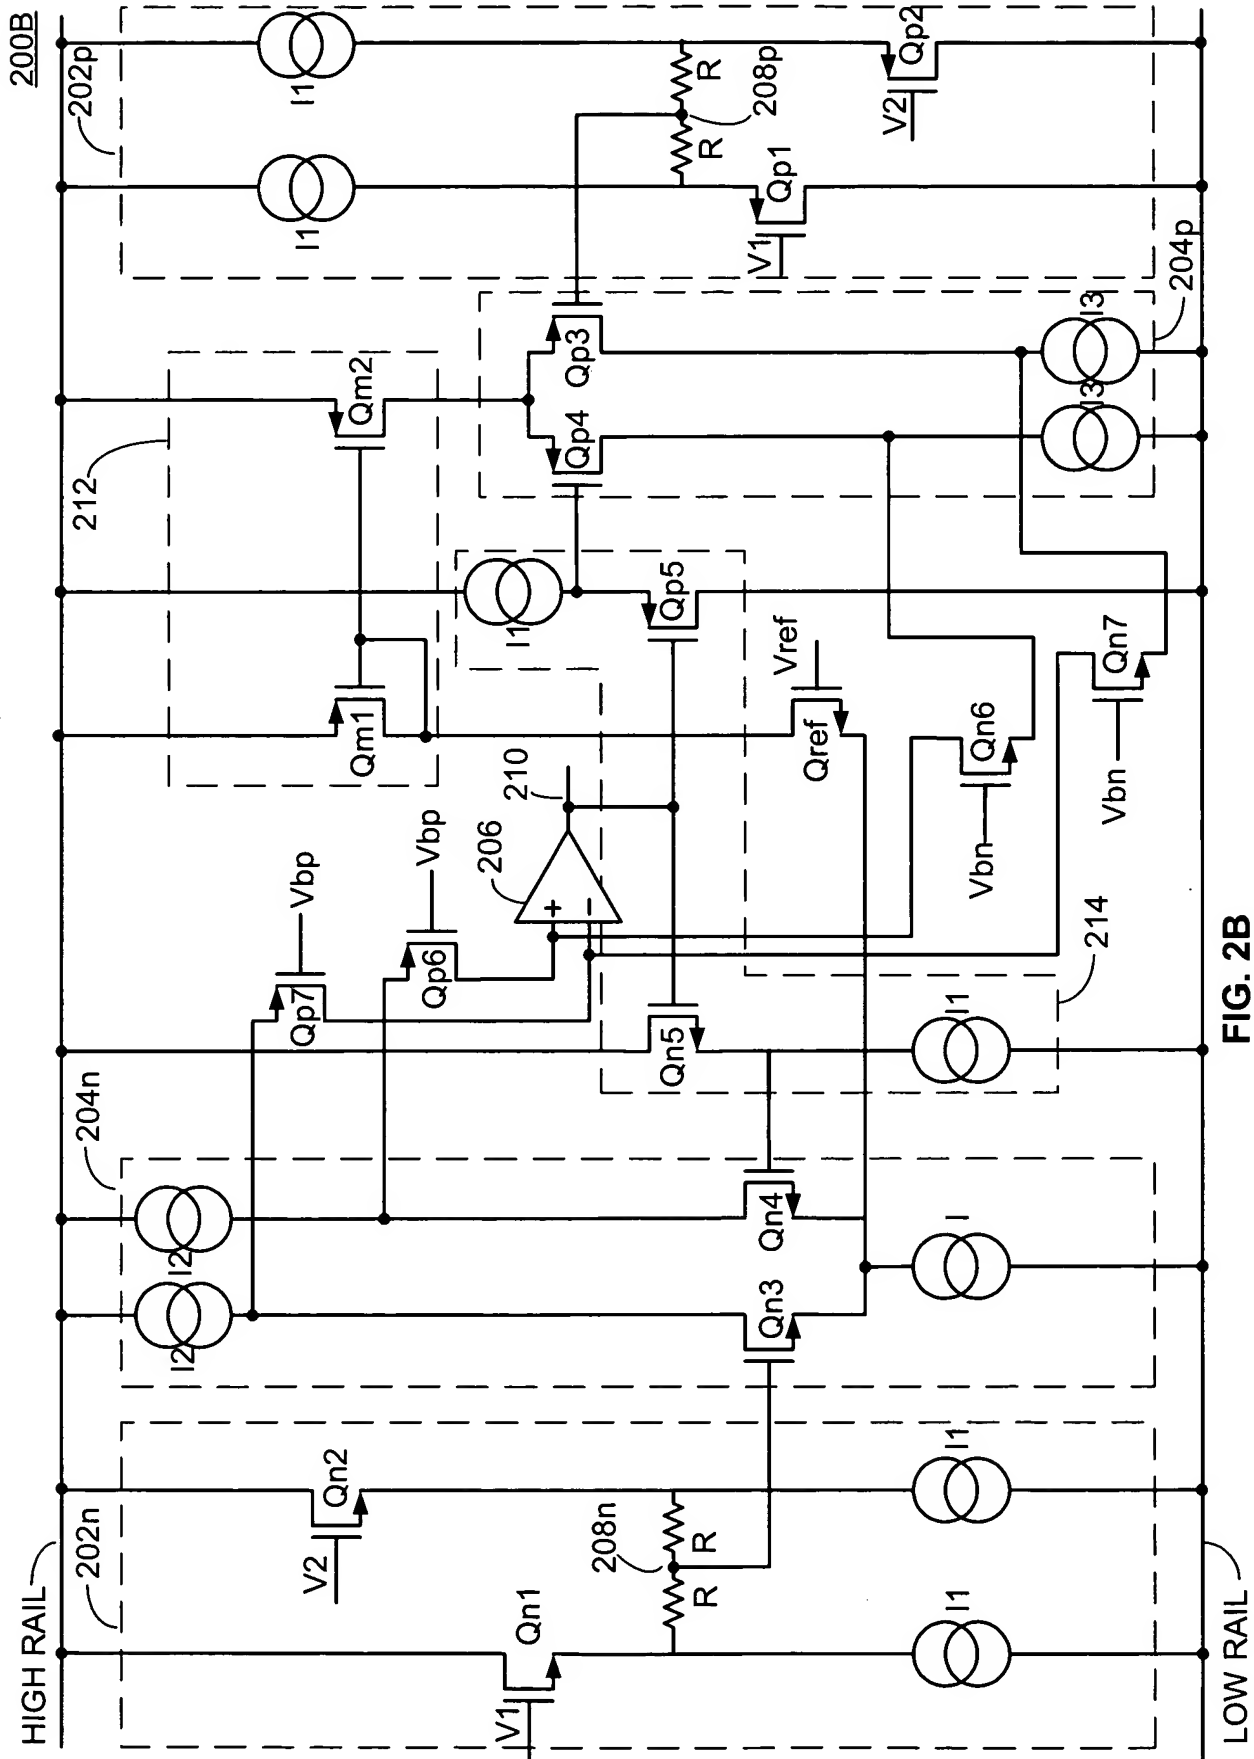 200B
HIGH RAIL
202n
V1
Qn1
V2
Qn2
208n
R
R
I1
I1
204n
I2
I2
Qn3
Qn4
I
Qp7
Vbp
Qp6
Vbp
206
+
–
210
Qn5
I1
214
212
Qm1
Qm2
I1
Qp5
Vref
Qref
Vbn
Qn6
Vbn
Qn7
Qp4
Qp3
I3
I3
204p
202p
I1
I1
R
R
208p
V1
Qp1
V2
Qp2
LOW RAIL
FIG. 2B